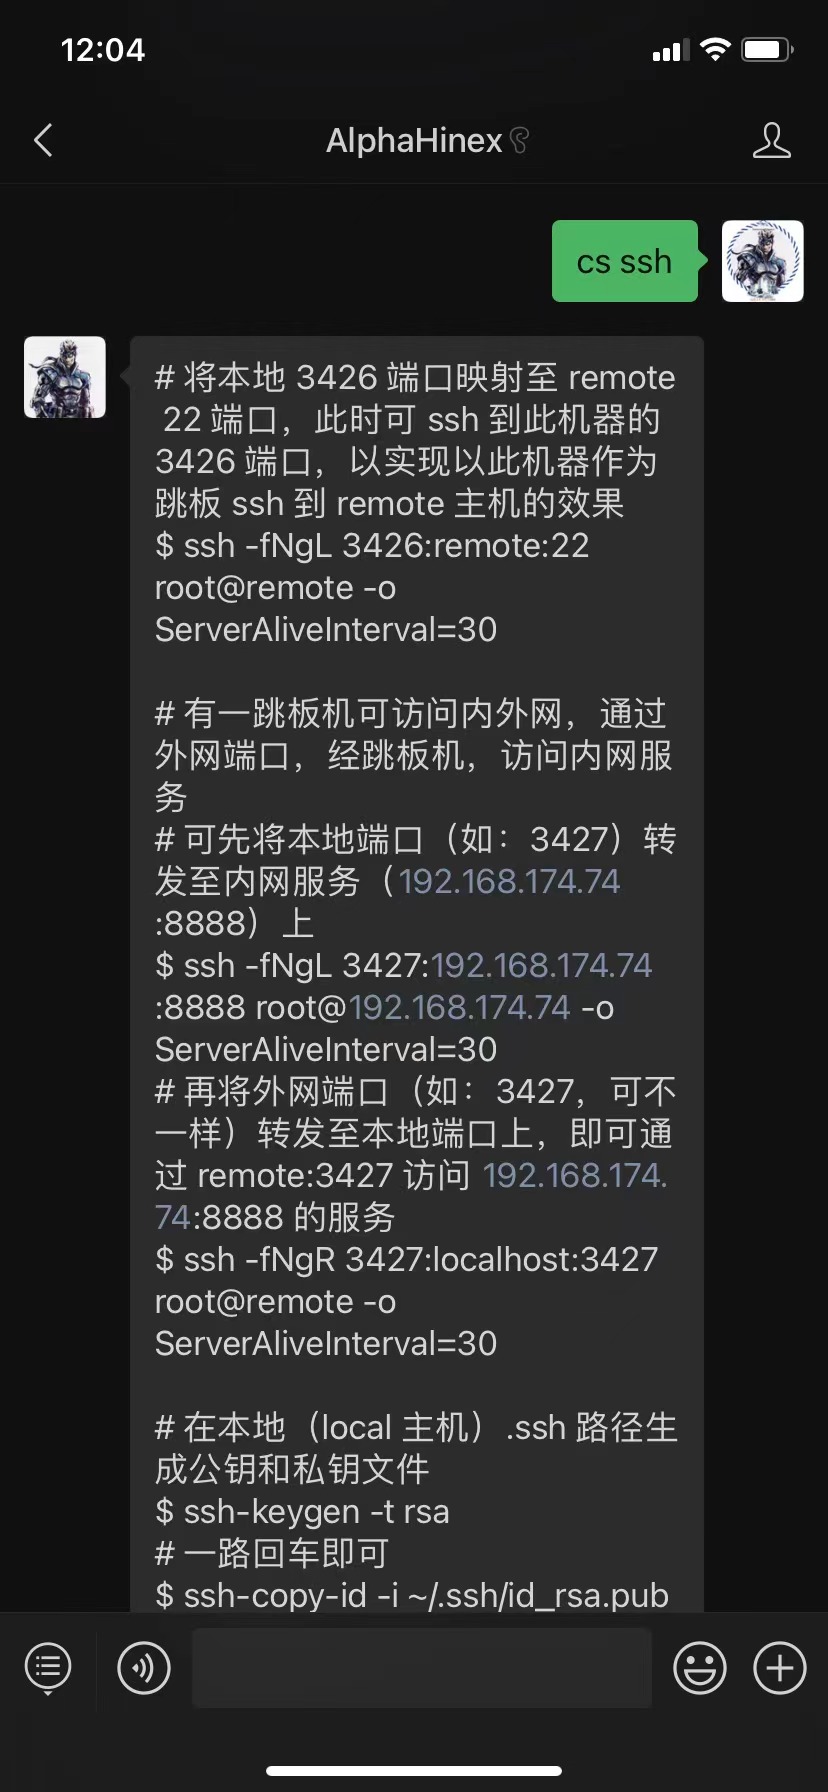 12:04
AlphaHinex
cs ssh
# 将本地 3426 端口映射至 remote
22 端口，此时可 ssh 到此机器的
3426 端口，以实现以此机器作为
跳板 ssh 到 remote 主机的效果
$ ssh -fNgL 3426:remote:22
root@remote -o
ServerAliveInterval=30
# 有一跳板机可访问内外网，通过
外网端口，经跳板机，访问内网服
务
# 可先将本地端口（如：3427）转
发至内网服务（192.168.174.74
:8888）上
$ ssh -fNgL 3427:192.168.174.74
:8888 root@192.168.174.74 -o
ServerAliveInterval=30
# 再将外网端口（如：3427，可不
一样）转发至本地端口上，即可通
过 remote:3427 访问 192.168.174.
74:8888 的服务
$ ssh -fNgR 3427:localhost:3427
root@remote -o
ServerAliveInterval=30
# 在本地（local 主机）.ssh 路径生
成公钥和私钥文件
$ ssh-keygen -t rsa
# 一路回车即可
$ ssh-copy-id -i ~/.ssh/id_rsa.pub